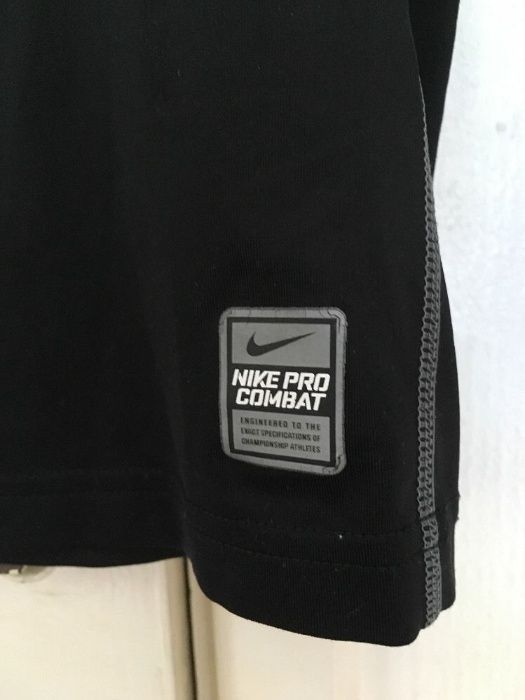 NIKE PRO
COMBAT
ENGINEERED TO THE
EXACT SPECIFICATIONS OF
CHAMPIONSHIP ATHLETES